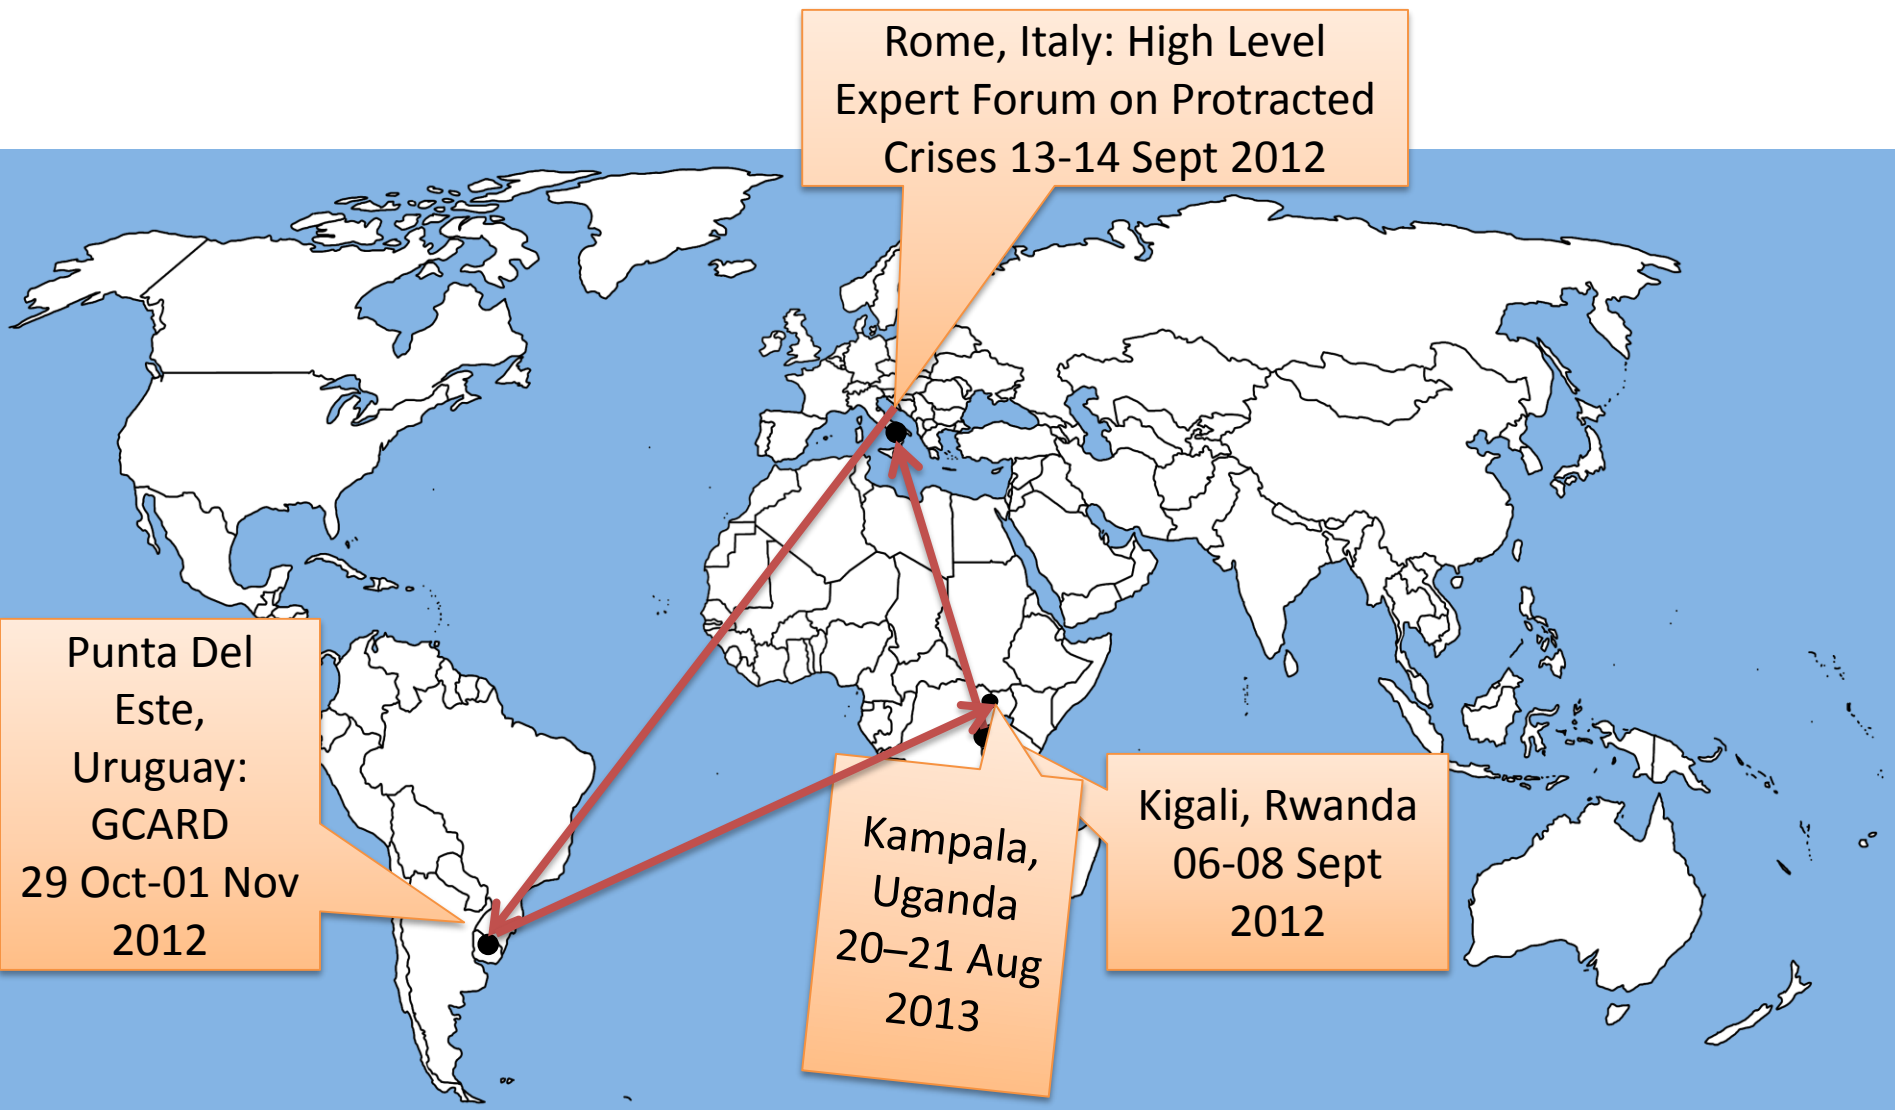 Rome, Italy: High Level
Expert Forum on Protracted
Crises 13-14 Sept 2012
Punta Del
Este,
Uruguay:
GCARD
29 Oct-01 Nov
2012
Kampala,
Uganda
20–21 Aug
2013
Kigali, Rwanda
06-08 Sept
2012